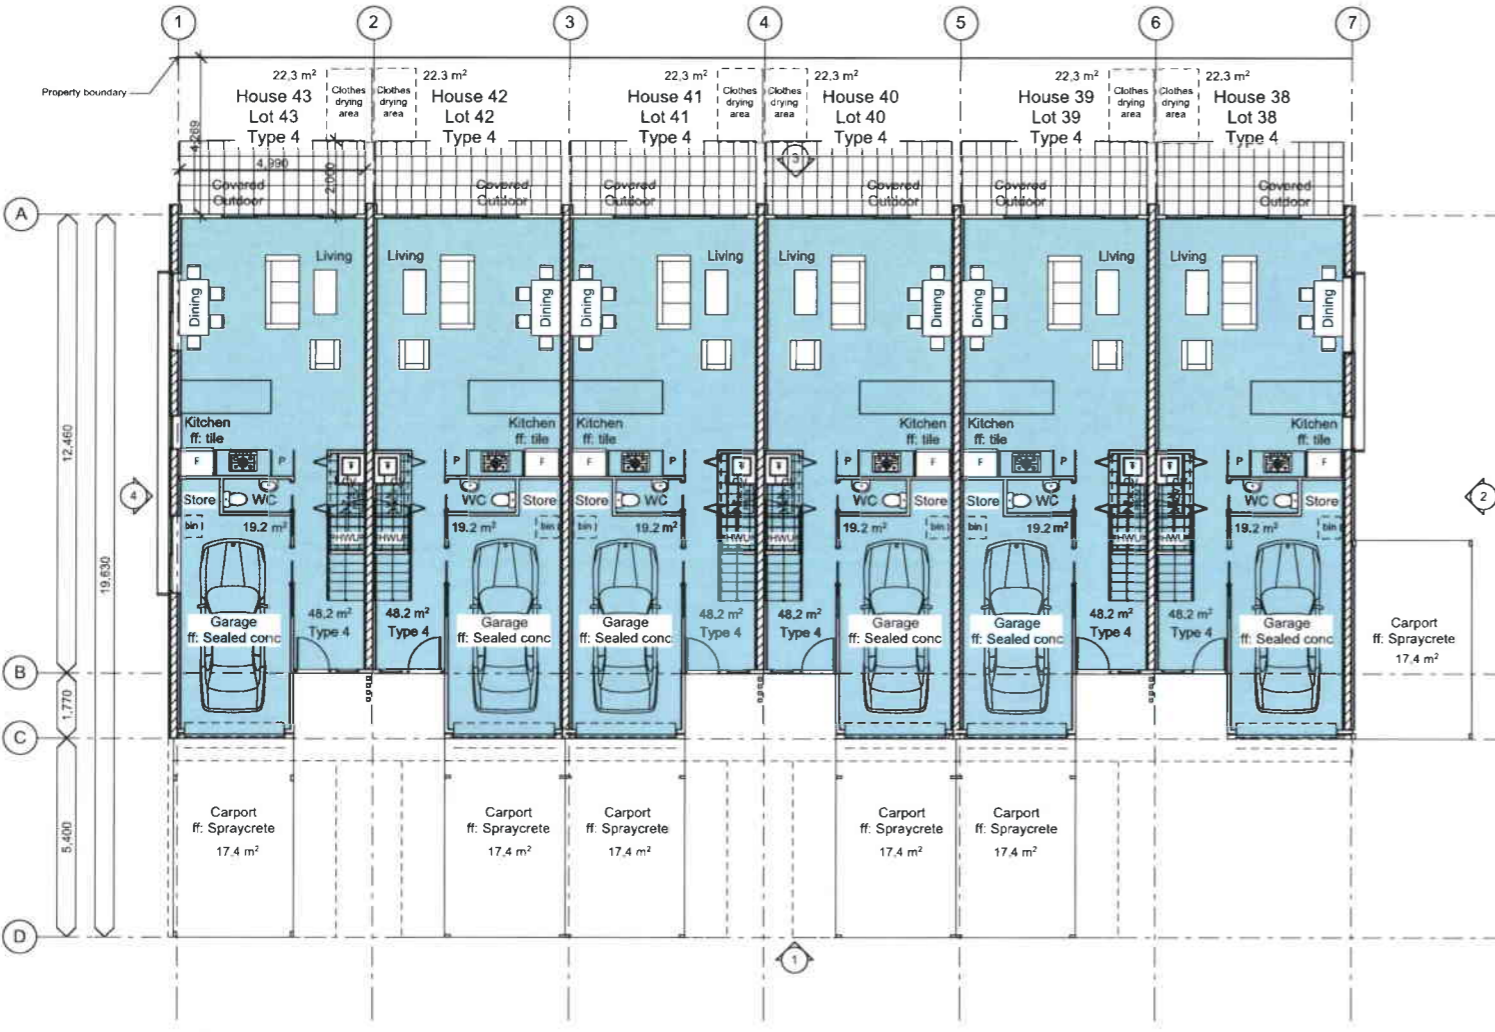 1 2 3 4 5 6 7
Property boundary
22.3 m² 22.3 m² 22.3 m² 22.3 m² 22.3 m² 22.3 m²
House 43
Lot 43
Type 4
Clothes
drying
area
Clothes
drying
area
House 42
Lot 42
Type 4
House 41
Lot 41
Type 4
Clothes
drying
area
Clothes
drying
area
House 40
Lot 40
Type 4
House 39
Lot 39
Type 4
Clothes
drying
area
Clothes
drying
area
House 38
Lot 38
Type 4
4,269
4,990
2,000
3
Covered
Outdoor
Covered
Outdoor
Covered
Outdoor
Covered
Outdoor
Covered
Outdoor
Covered
Outdoor
A
Living Living Living Living Living Living
Dining Dining Dining Dining Dining Dining
12,460
19,630
Kitchen
ff: tile
Kitchen
ff: tile
Kitchen
ff: tile
Kitchen
ff: tile
Kitchen
ff: tile
Kitchen
ff: tile
F P P F F P P F F P P F
4
2
Store WC WC Store Store WC WC Store Store WC WC Store
bin 19.2 m² 19.2 m² bin bin 19.2 m² 19.2 m² bin bin 19.2 m² 19.2 m² bin
HWU HWU HWU HWU HWU HWU
48.2 m²
Type 4
48.2 m²
Type 4
48.2 m²
Type 4
48.2 m²
Type 4
48.2 m²
Type 4
48.2 m²
Type 4
Garage
ff: Sealed conc
Garage
ff: Sealed conc
Garage
ff: Sealed conc
Garage
ff: Sealed conc
Garage
ff: Sealed conc
Garage
ff: Sealed conc
Carport
ff: Spraycrete
17.4 m²
B
1,770
C
5,400
Carport
ff: Spraycrete
17.4 m²
Carport
ff: Spraycrete
17.4 m²
Carport
ff: Spraycrete
17.4 m²
Carport
ff: Spraycrete
17.4 m²
Carport
ff: Spraycrete
17.4 m²
D
1